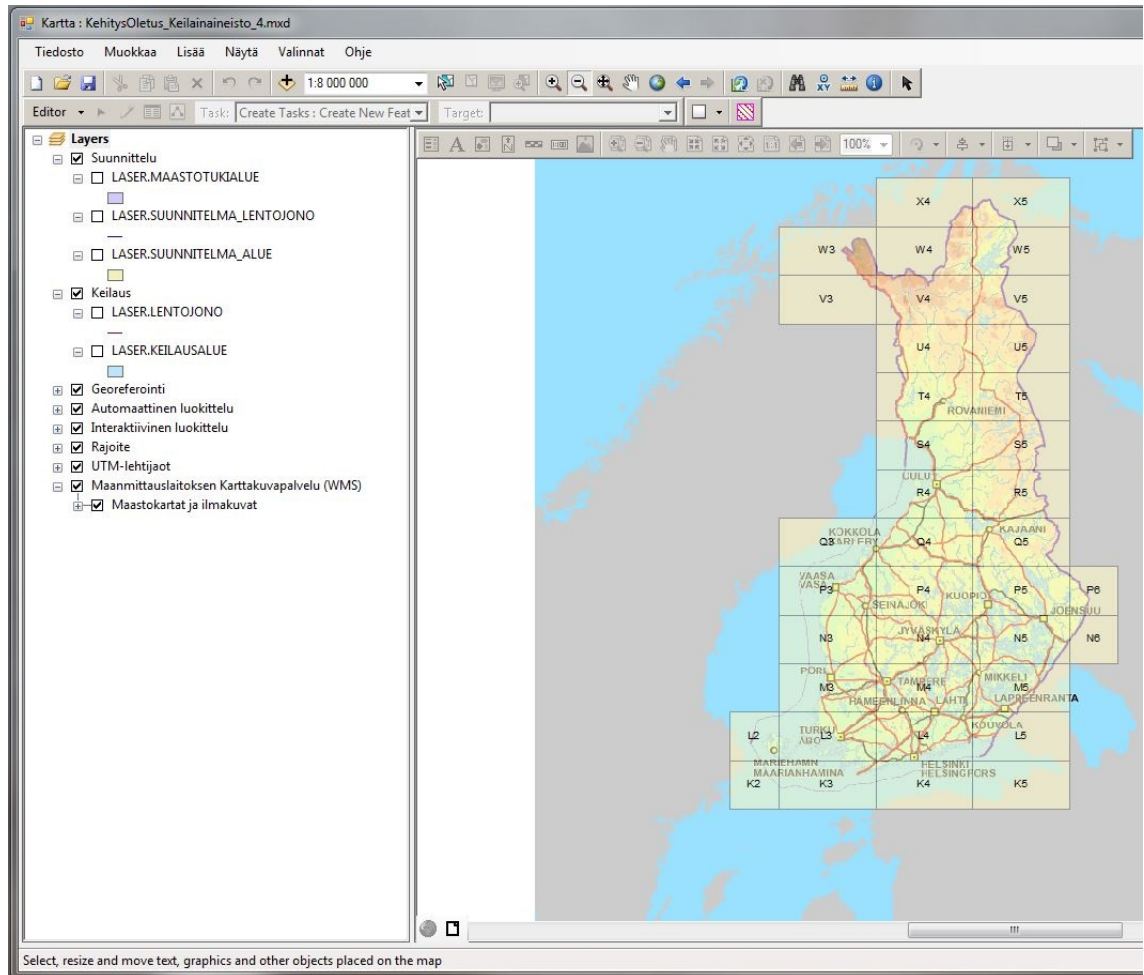 Kartta : KehitysOletus_Keilainaineisto_4.mxd
Tiedosto Muokkaa Lisää Näytä Valinnat Ohje
1:8 000 000
Editor Task: Create Tasks : Create New Feat Target:
100%
Layers
Suunnittelu
LASER.MAASTOTUKIALUE
LASER.SUUNNITELMA_LENTOJONO
LASER.SUUNNITELMA_ALUE
Keilaus
LASER.LENTOJONO
LASER.KEILAUSALUE
Georeferointi
Automaattinen luokittelu
Interaktiivinen luokittelu
Rajoite
UTM-lehtijaot
Maanmittauslaitoksen Karttakuvapalvelu (WMS)
Maastokartat ja ilmakuvat
X4 X5
W3 W4 W5
V3 V4 V5
U4 U5
T4 T5
ROVANIEMI
S4 S5
OULU
R4 R5
KOKKOLA KAJAANI
Q3 KARLEBY Q4 Q5
VAASA
VASA P3 P4 KUOPIO P5 P6
SEINÄJOKI JOENSUU
JYVÄSKYLÄ
N3 N4 N5 N6
PORI MIKKELI
M3 TAMPERE M4 M5
HÄMEENLINNA LAHTI LAPPEENRANTA
TURKU KOUVOLA
L2 ÅBO L3 L4 L5
MARIEHAMN HELSINKI
MAARIANHAMINA HELSINGFORS
K2 K3 K4 K5
Select, resize and move text, graphics and other objects placed on the map